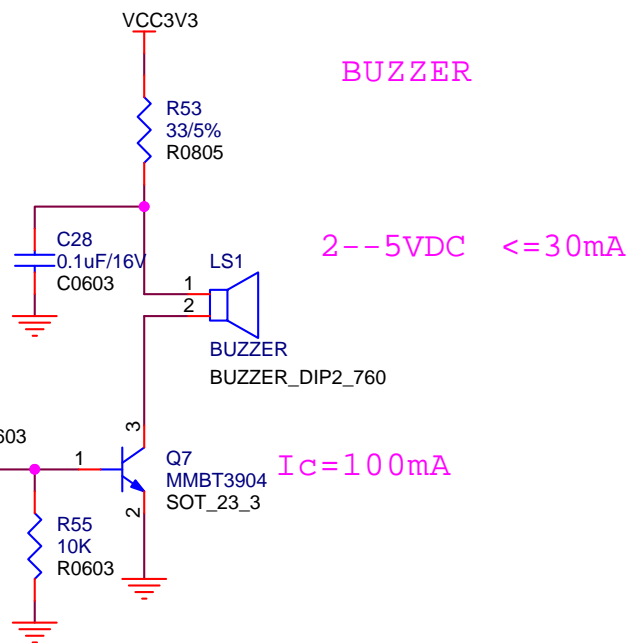 VCC3V3
BUZZER
R53
33/5%
R0805
C28
0.1uF/16V
C0603
2--5VDC <=30mA
LS1
1
2
BUZZER
BUZZER_DIP2_760
603
1
3
2
Q7
MMBT3904
SOT_23_3
Ic=100mA
R55
10K
R0603